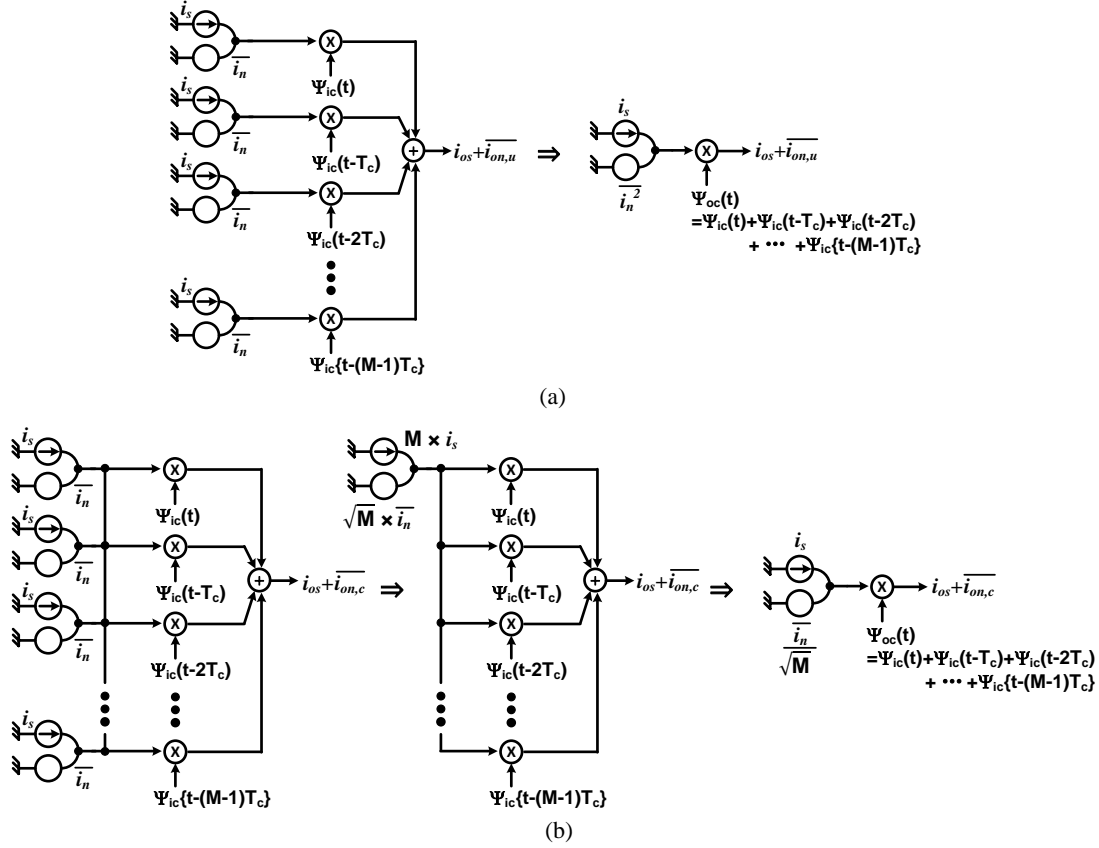 i_s
i_n
X
Ψ_ic(t)
i_s
i_n
X
Ψ_ic(t-T_c)
i_s
i_n
X
Ψ_ic(t-2T_c)
i_s
i_n
X
Ψ_ic{t-(M-1)T_c}
+
i_os+i_on,u ⇒
i_s
i_n^2
X
i_os+i_on,u
Ψ_oc(t)
=Ψ_ic(t)+Ψ_ic(t-T_c)+Ψ_ic(t-2T_c)
+ ••• +Ψ_ic{t-(M-1)T_c}
(a)
i_s
i_n
X
Ψ_ic(t)
i_s
i_n
X
Ψ_ic(t-T_c)
i_s
i_n
X
Ψ_ic(t-2T_c)
i_s
i_n
X
Ψ_ic{t-(M-1)T_c}
+
i_os+i_on,c ⇒
M × i_s
√M × i_n
X
Ψ_ic(t)
X
Ψ_ic(t-T_c)
X
Ψ_ic(t-2T_c)
X
Ψ_ic{t-(M-1)T_c}
+
i_os+i_on,c ⇒
i_s
i_n
√M
X
i_os+i_on,c
Ψ_oc(t)
=Ψ_ic(t)+Ψ_ic(t-T_c)+Ψ_ic(t-2T_c)
+ ••• +Ψ_ic{t-(M-1)T_c}
(b)